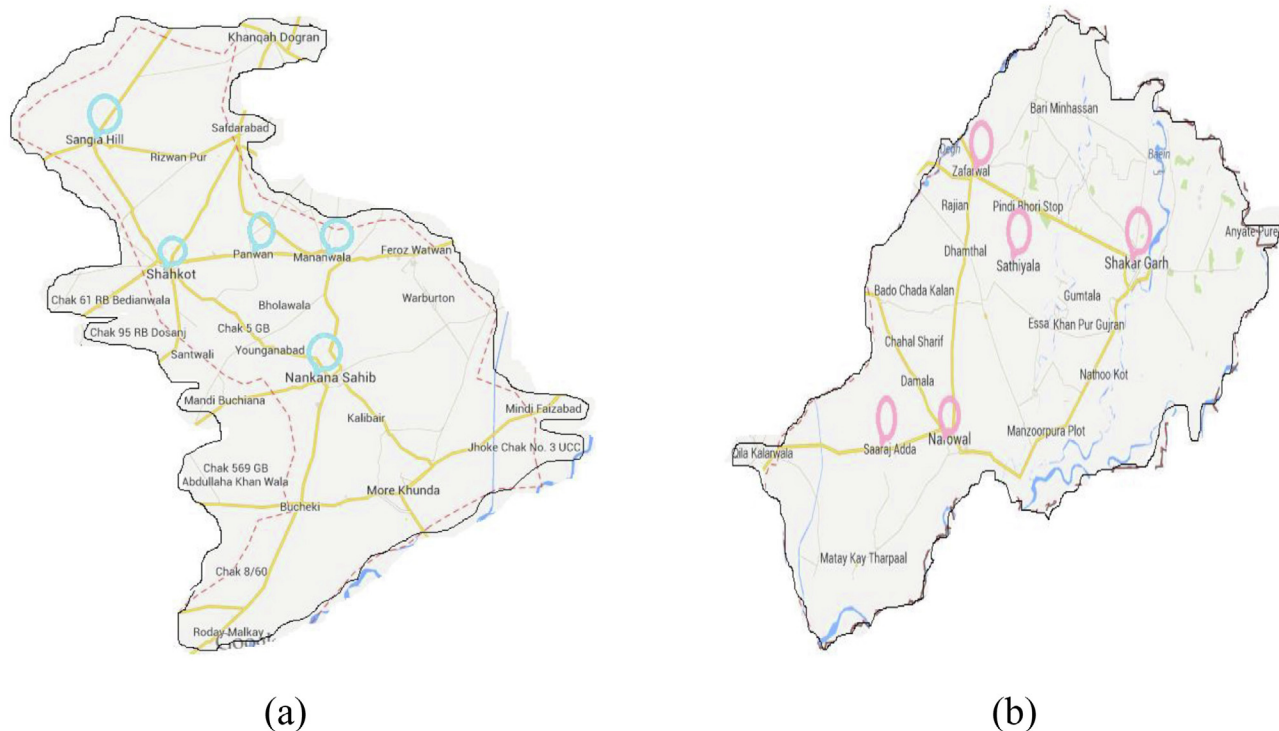 Khanqah Dogran
Sangla Hill
Safdarabad
Rizwan Pur
Panwan
Mananwala
Feroz Watwan
Shahkot
Chak 61 RB Bedianwala
Bholawala
Warburton
Chak 95 RB Dosanj
Chak 5 GB
Santwali
Younganabad
Nankana Sahib
Mandi Buchiana
Kalibair
Mindi Faizabad
Jhoke Chak No. 3 UCC
Chak 569 GB
Abdullaha Khan Wala
More Khunda
Bucheki
Chak 8/60
Roday Malkay
(a)
Bari Minhassan
Degh
Baein
Zafarwal
Rajian
Pindi Bhori Stop
Anyate Pure
Dhamthal
Sathiyala
Shakar Garh
Bado Chada Kalan
Gumtala
Essa
Khan Pur Gujran
Chahal Sharif
Damala
Nathoo Kot
Manzoorpura Plot
Narowal
Saaraj Adda
Qila Kalarwala
Matay Kay Tharpaal
(b)